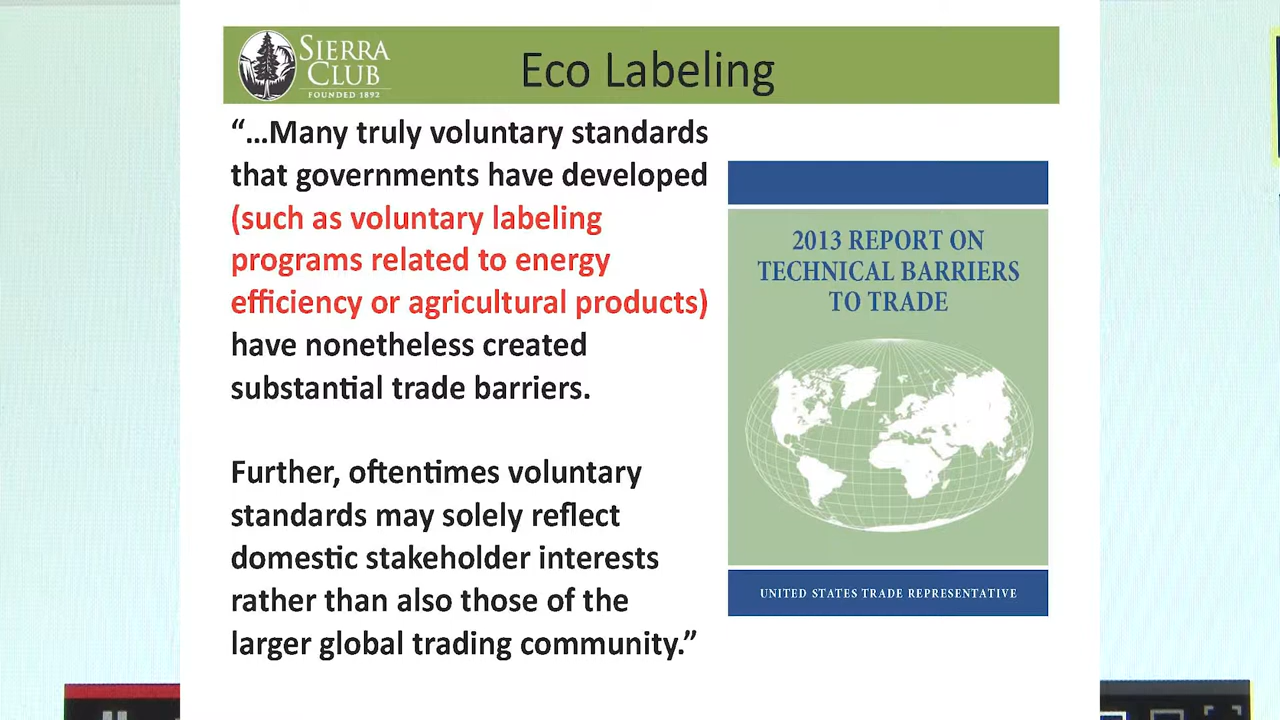 SIERRA
CLUB
FOUNDED 1892
Eco Labeling
“…Many truly voluntary standards
that governments have developed
(such as voluntary labeling
programs related to energy
efficiency or agricultural products)
have nonetheless created
substantial trade barriers.
Further, oftentimes voluntary
standards may solely reflect
domestic stakeholder interests
rather than also those of the
larger global trading community.”
2013 REPORT ON
TECHNICAL BARRIERS
TO TRADE
UNITED STATES TRADE REPRESENTATIVE